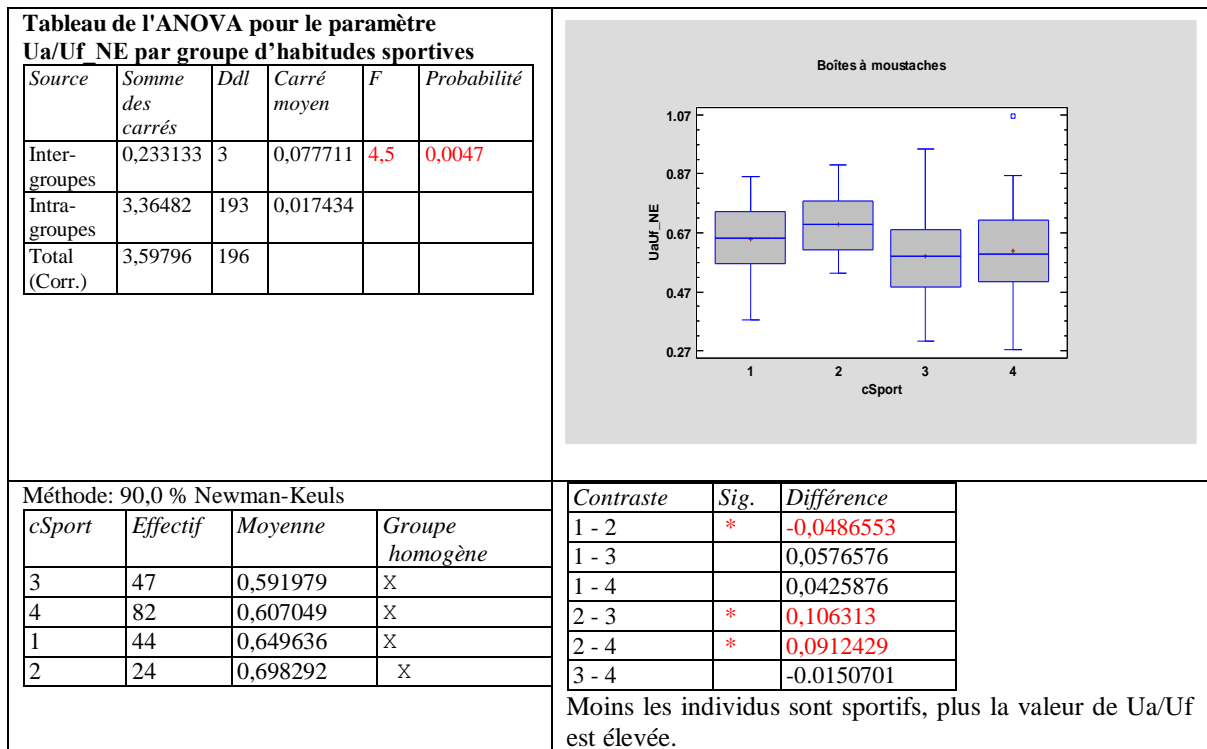 Tableau de l'ANOVA pour le paramètre
Ua/Uf_NE par groupe d'habitudes sportives
Source Somme des carrés Ddl Carré moyen F Probabilité
Inter-groupes 0,233133 3 0,077711 4,5 0,0047
Intra-groupes 3,36482 193 0,017434
Total (Corr.) 3,59796 196
Boîtes à moustaches
UaUf_NE
1.07
0.87
0.67
0.47
0.27
1 2 3 4
cSport
Méthode: 90,0 % Newman-Keuls
cSport Effectif Moyenne Groupe homogène
3 47 0,591979 X
4 82 0,607049 X
1 44 0,649636 X
2 24 0,698292 X
Contraste Sig. Différence
1 - 2 * -0,0486553
1 - 3 0,0576576
1 - 4 0,0425876
2 - 3 * 0,106313
2 - 4 * 0,0912429
3 - 4 -0.0150701
Moins les individus sont sportifs, plus la valeur de Ua/Uf
est élevée.